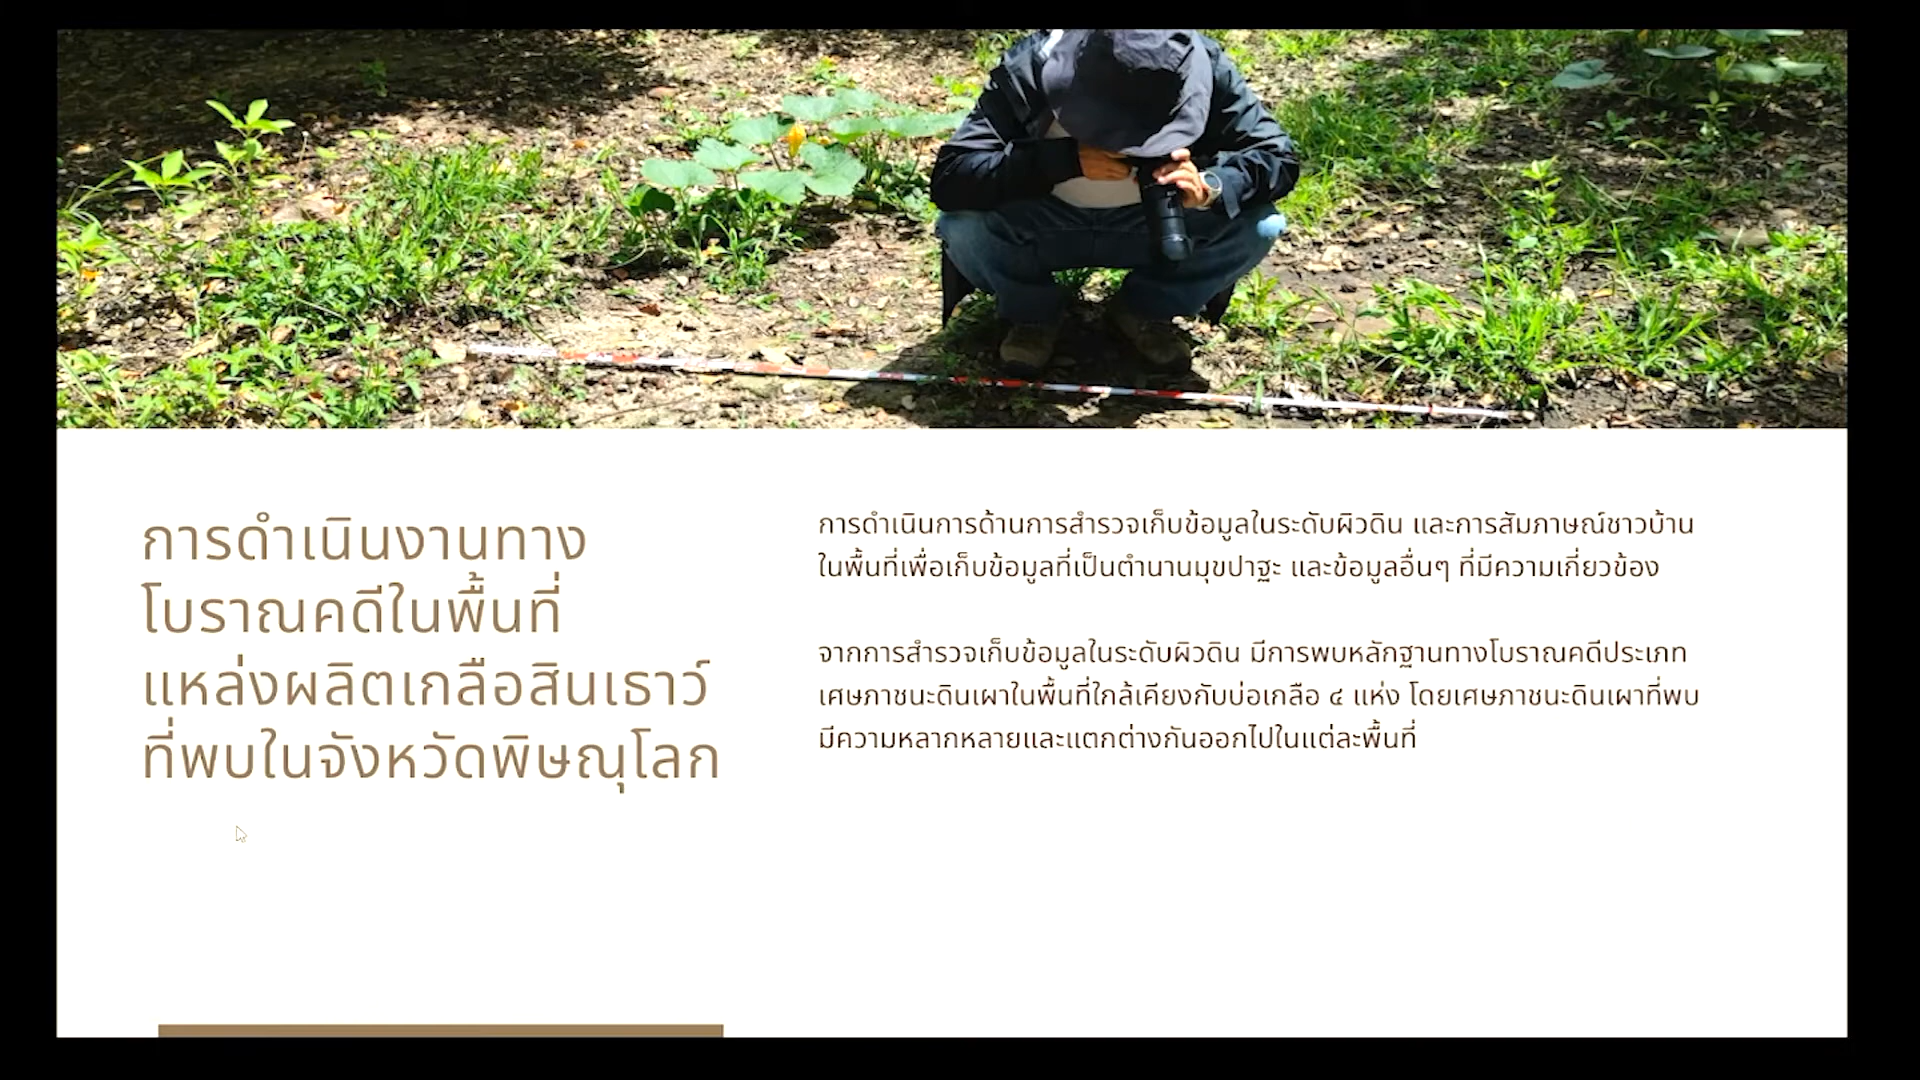 การดำเนินงานทาง
โบราณคดีในพื้นที่
แหล่งผลิตเกลือสินเธาว์
ที่พบในจังหวัดพิษณุโลก
การดำเนินการด้านการสำรวจเก็บข้อมูลในระดับผิวดิน และการสัมภาษณ์ชาวบ้าน
ในพื้นที่เพื่อเก็บข้อมูลที่เป็นตำนานมุขปาฐะ และข้อมูลอื่นๆ ที่มีความเกี่ยวข้อง
จากการสำรวจเก็บข้อมูลในระดับผิวดิน มีการพบหลักฐานทางโบราณคดีประเภท
เศษภาชนะดินเผาในพื้นที่ใกล้เคียงกับบ่อเกลือ ๔ แห่ง โดยเศษภาชนะดินเผาที่พบ
มีความหลากหลายและแตกต่างกันออกไปในแต่ละพื้นที่